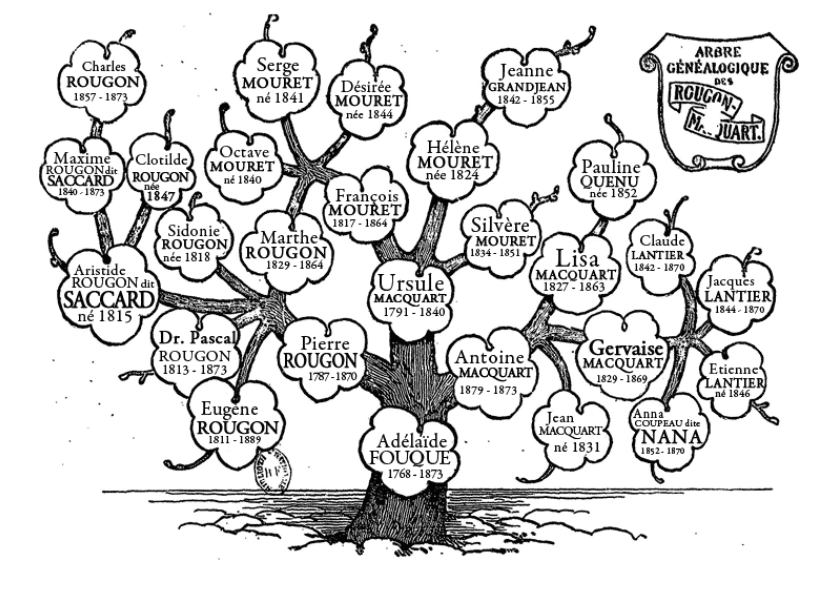 ARBRE
GÉNÉALOGIQUE
DES
ROUGON-
QUART.
Charles
ROUGON
1857 - 1873
Serge
MOURET
né 1841
Désirée
MOURET
née 1844
Jeanne
GRANDJEAN
1842 - 1855
Maxime
ROUGON dit
SACCARD
1840 - 1873
Clotilde
ROUGON
née
1847
Octave
MOURET
né 1840
Hélène
MOURET
née 1824
Pauline
QUENU
née 1852
François
MOURET
1817 - 1864
Sidonie
ROUGON
née 1818
Marthe
ROUGON
1829 - 1864
Silvère
MOURET
1834 - 1851
Lisa
MACQUART
1827 - 1863
Claude
LANTIER
1842 - 1870
Jacques
LANTIER
1844 - 1870
Aristide
ROUGON dit
SACCARD
né 1815
Ursule
MACQUART
1791 - 1840
Dr. Pascal
ROUGON
1813 - 1873
Pierre
ROUGON
1787-1870
Antoine
MACQUART
1879 - 1873
Gervaise
MACQUART
1829 - 1869
Etienne
LANTIER
né 1846
Eugène
ROUGON
1811 - 1889
Adélaïde
FOUQUE
1768 - 1873
Jean
MACQUART
né 1831
Anna
COUPEAU dite
NANA
1852 - 1870